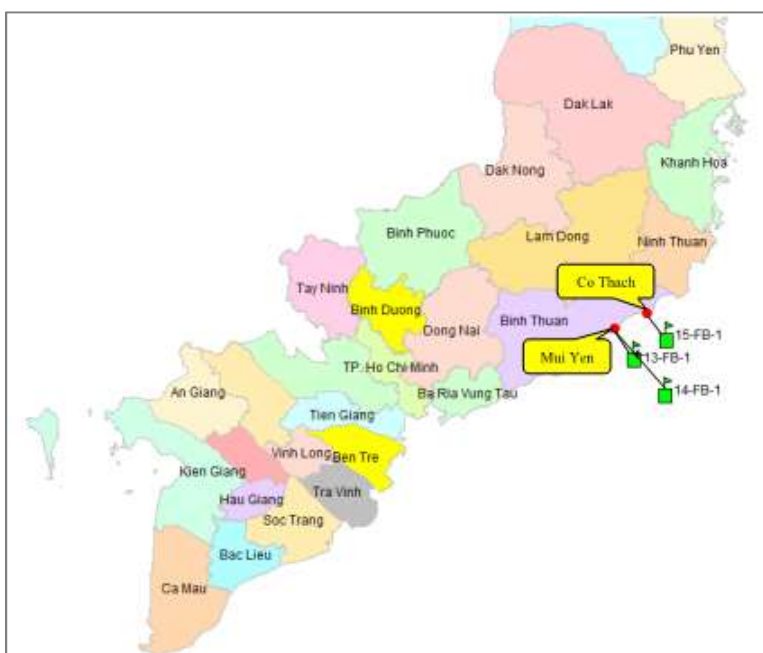 Phu Yen
Dak Lak
Khanh Hoa
Dak Nong
Binh Phuoc
Lam Dong
Ninh Thuan
Co Thach
Tay Ninh
Binh Duong
Dong Nai
Binh Thuan
15-FB-1
Mui Yen
13-FB-1
TP. Ho Chi Minh
An Giang
Ba Ria Vung Tau
14-FB-1
Tien Giang
Vinh Long
Ben Tre
Kien Giang
Hau Giang
Tra Vinh
Soc Trang
Bac Lieu
Ca Mau